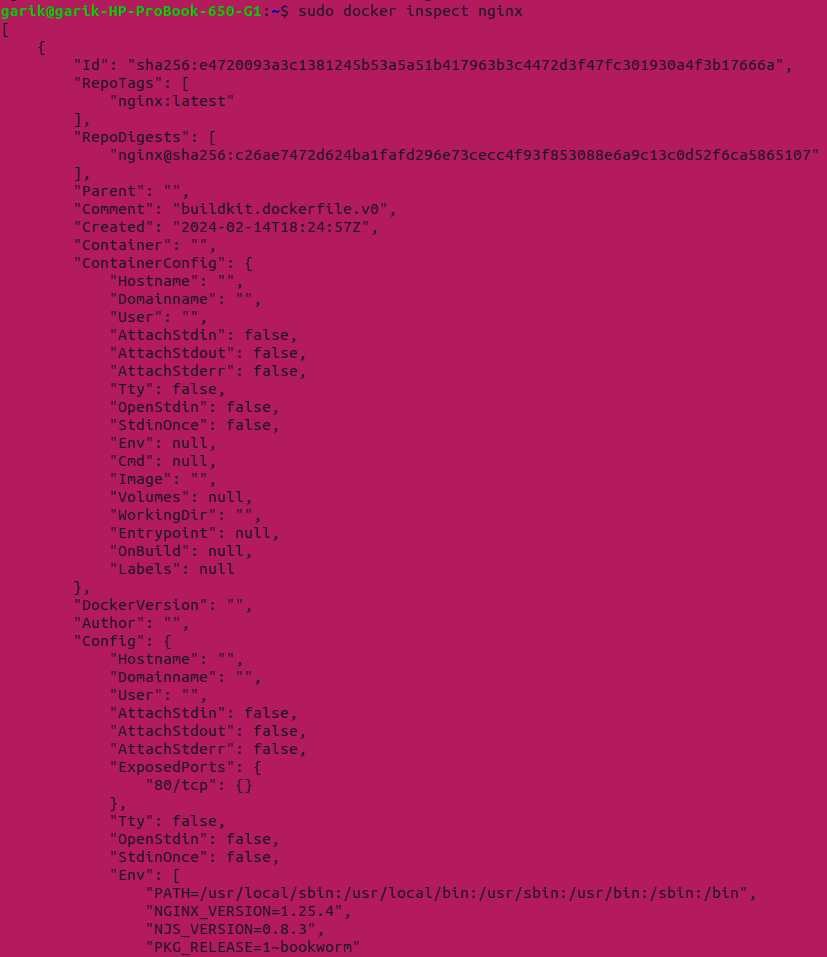 garik@garik-HP-ProBook-650-G1:~$ sudo docker inspect nginx
[
    {
        "Id": "sha256:e4720093a3c1381245b53a5a51b417963b3c4472d3f47fc301930a4f3b17666a",
        "RepoTags": [
            "nginx:latest"
        ],
        "RepoDigests": [
            "nginx@sha256:c26ae7472d624ba1fafd296e73cecc4f93f853088e6a9c13c0d52f6ca5865107"
        ],
        "Parent": "",
        "Comment": "buildkit.dockerfile.v0",
        "Created": "2024-02-14T18:24:57Z",
        "Container": "",
        "ContainerConfig": {
            "Hostname": "",
            "Domainname": "",
            "User": "",
            "AttachStdin": false,
            "AttachStdout": false,
            "AttachStderr": false,
            "Tty": false,
            "OpenStdin": false,
            "StdinOnce": false,
            "Env": null,
            "Cmd": null,
            "Image": "",
            "Volumes": null,
            "WorkingDir": "",
            "Entrypoint": null,
            "OnBuild": null,
            "Labels": null
        },
        "DockerVersion": "",
        "Author": "",
        "Config": {
            "Hostname": "",
            "Domainname": "",
            "User": "",
            "AttachStdin": false,
            "AttachStdout": false,
            "AttachStderr": false,
            "ExposedPorts": {
                "80/tcp": {}
            },
            "Tty": false,
            "OpenStdin": false,
            "StdinOnce": false,
            "Env": [
                "PATH=/usr/local/sbin:/usr/local/bin:/usr/sbin:/usr/bin:/sbin:/bin",
                "NGINX_VERSION=1.25.4",
                "NJS_VERSION=0.8.3",
                "PKG_RELEASE=1~bookworm"